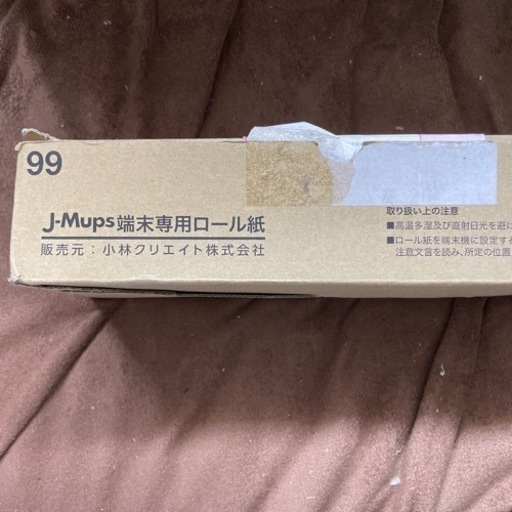 99
J-Mups端末専用ロール紙
販売元：小林クリエイト株式会社
取り扱い上の注意
■高温多湿及び直射日光を避け
■ロール紙を端末機に設定する
注意文言を読み、所定の位置